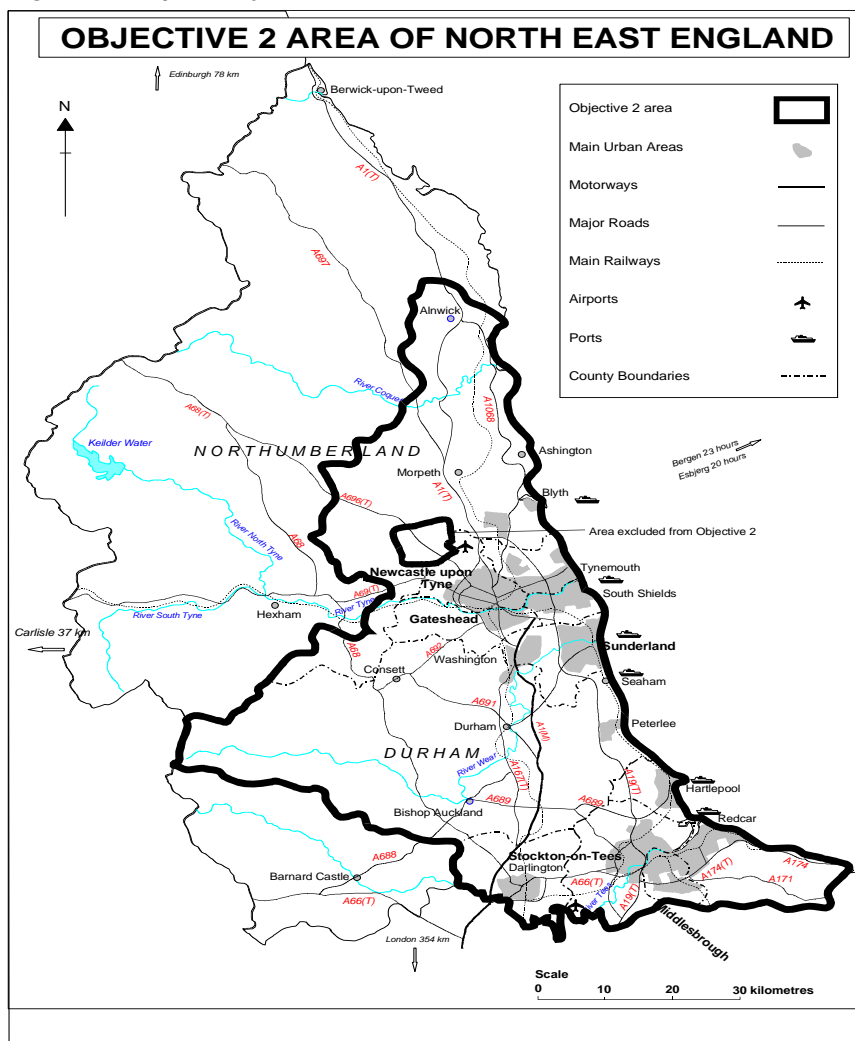 OBJECTIVE 2 AREA OF NORTH EAST ENGLAND
Edinburgh 78 km
Berwick-upon-Tweed
N
Objective 2 area
Main Urban Areas
Motorways
Major Roads
Main Railways
Airports
Ports
County Boundaries
A1(T)
A697
Alnwick
River Coquet
A68(T)
A1068
Keilder Water
NORTHUMBERLAND
Ashington
Bergen 23 hours
Esbjerg 20 hours
Morpeth
A1(T)
Blyth
A696(T)
Area excluded from Objective 2
River North Tyne
A68
Newcastle upon
Tyne
Tynemouth
A69(T)
South Shields
River Tyne
Hexham
River South Tyne
Gateshead
Carlisle 37 km
A68
A692
Sunderland
Washington
Consett
Seaham
A691
Durham
A1(M)
Peterlee
DURHAM
River Wear
A167(T)
A19(T)
Hartlepool
A689
A689
Bishop Auckland
Redcar
Stockton-on-Tees
A688
Darlington
A174
A174(T)
Barnard Castle
A66(T)
A171
A66(T)
A19(T)
Middlesbrough
London 354 km
Scale
0 10 20 30 kilometres